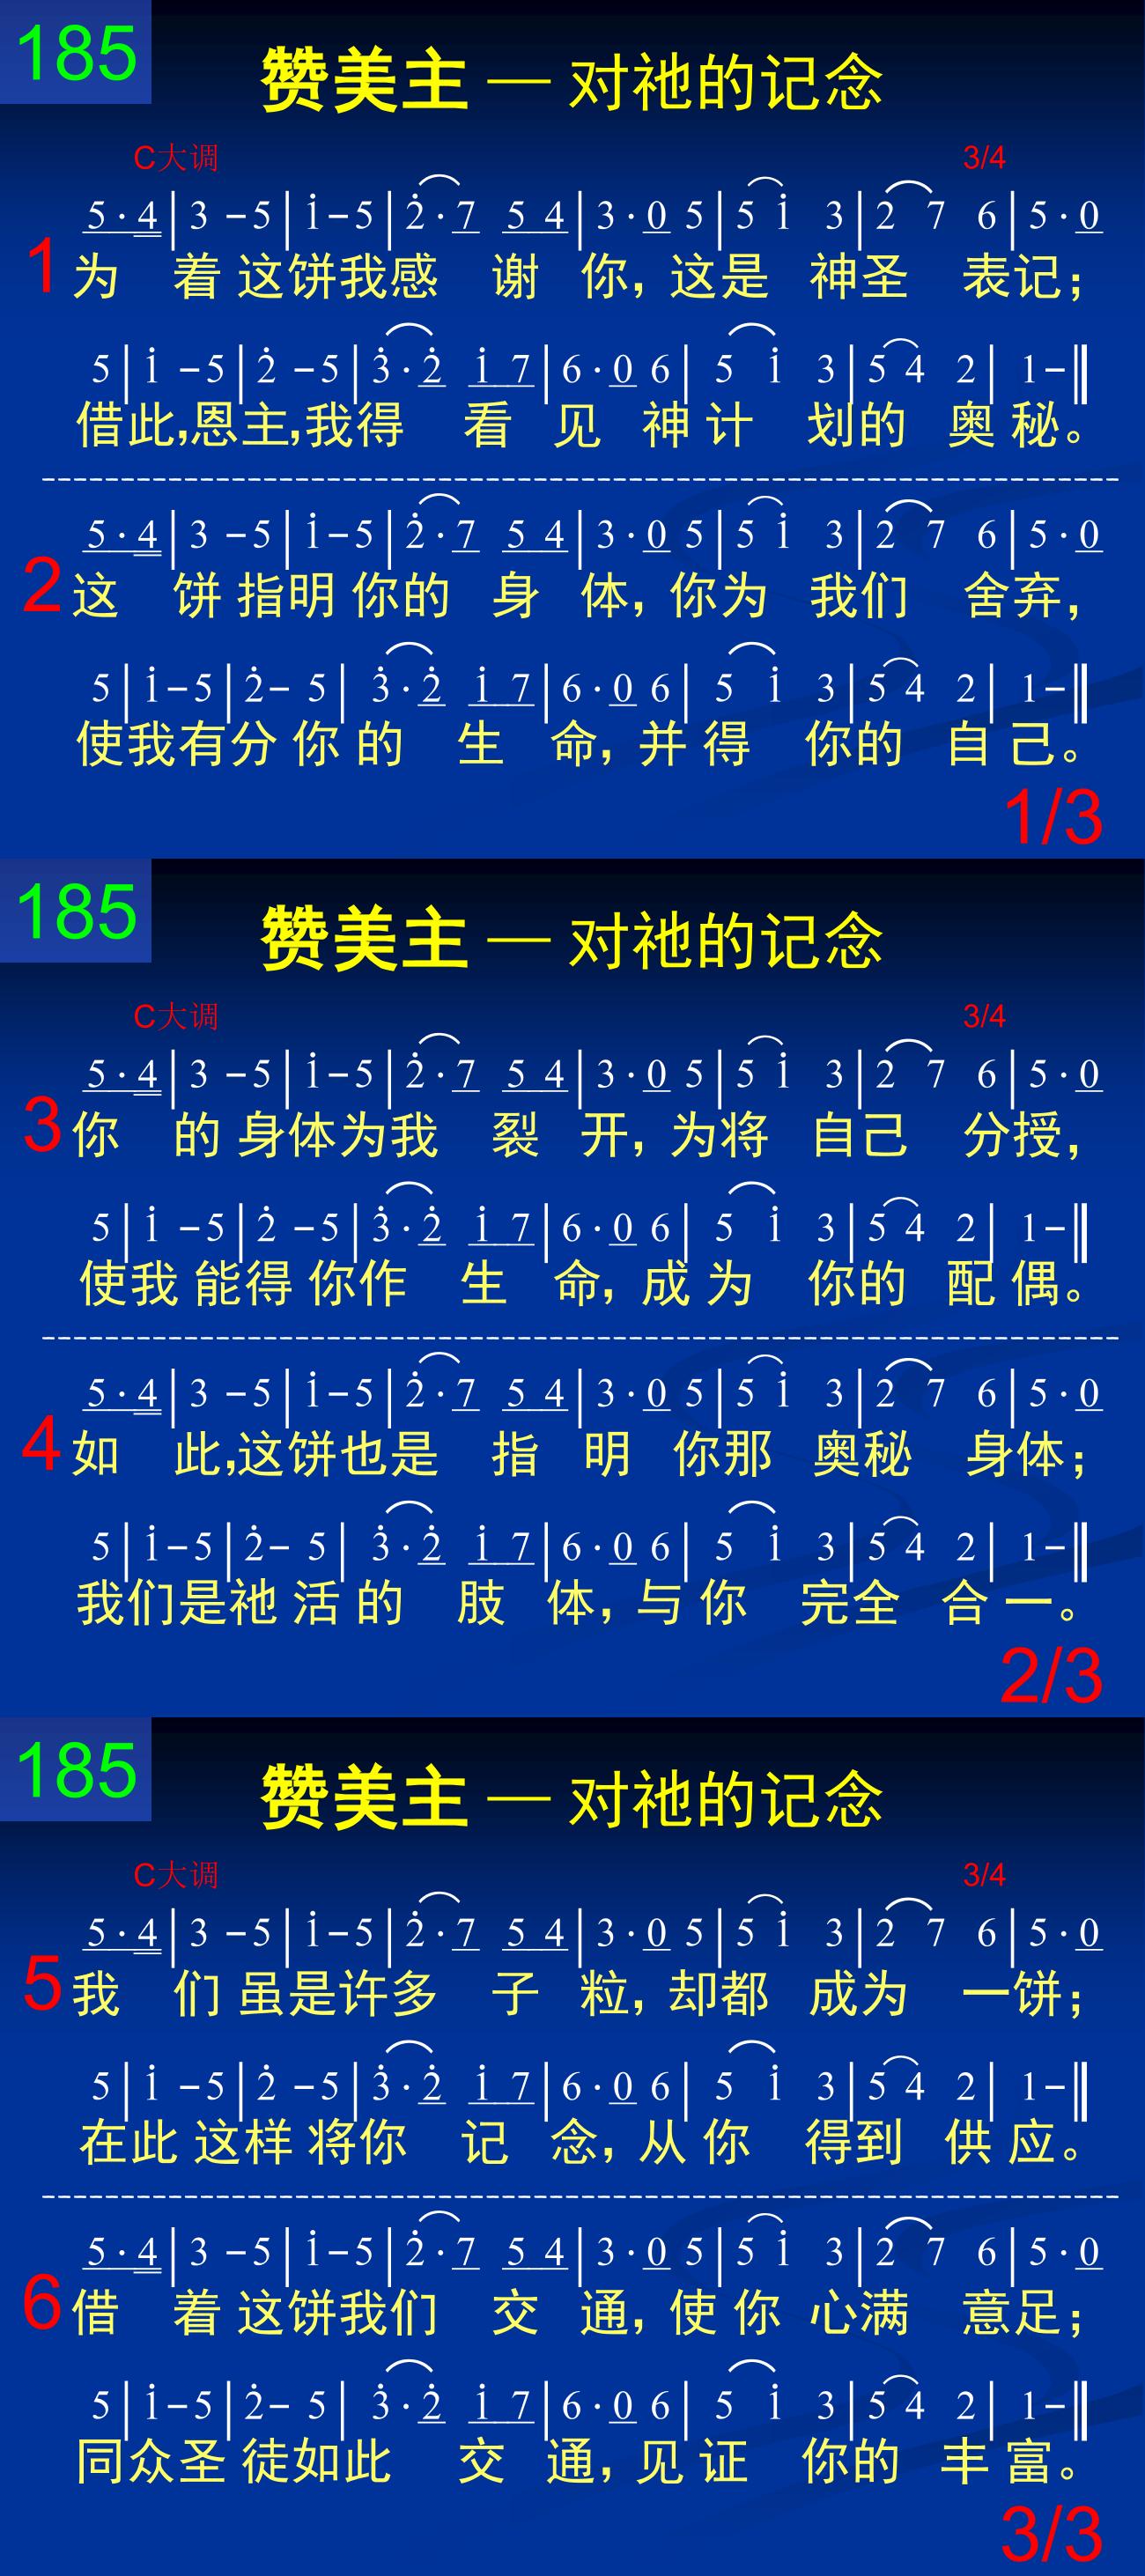 185
赞美主 — 对祂的记念
C大调 3/4
5·4|3 -5|i-5|2̇·7 5 4|3·0 5|5 i 3|2 7 6|5·0
1 为 着 这饼我感 谢 你, 这是 神圣 表记;
5|i -5|2̇ -5|3̇·2̇ i 7|6·0 6|5 i 3|5 4 2|1-‖
借此,恩主,我得 看 见 神计 划的 奥秘。
5·4|3 -5|i-5|2̇·7 5 4|3·0 5|5 i 3|2 7 6|5·0
2 这 饼 指明 你的 身 体, 你为 我们 舍弃,
5|i-5|2̇- 5|3̇·2̇ i 7|6·0 6|5 i 3|5 4 2|1-‖
使我有分 你的 生 命, 并得 你的 自己。
1/3
185
赞美主 — 对祂的记念
C大调 3/4
5·4|3 -5|i-5|2̇·7 5 4|3·0 5|5 i 3|2 7 6|5·0
3 你 的 身体为我 裂 开, 为将 自己 分授,
5|i -5|2̇ -5|3̇·2̇ i 7|6·0 6|5 i 3|5 4 2|1-‖
使我 能得 你作 生 命, 成为 你的 配偶。
5·4|3 -5|i-5|2̇·7 5 4|3·0 5|5 i 3|2 7 6|5·0
4 如 此,这饼也是 指 明 你那 奥秘 身体;
5|i-5|2̇- 5|3̇·2̇ i 7|6·0 6|5 i 3|5 4 2|1-‖
我们是祂 活的 肢 体, 与你 完全 合一。
2/3
185
赞美主 — 对祂的记念
C大调 3/4
5·4|3 -5|i-5|2̇·7 5 4|3·0 5|5 i 3|2 7 6|5·0
5 我 们 虽是许多 子 粒, 却都 成为 一饼;
5|i -5|2̇ -5|3̇·2̇ i 7|6·0 6|5 i 3|5 4 2|1-‖
在此 这样 将你 记 念, 从你 得到 供应。
5·4|3 -5|i-5|2̇·7 5 4|3·0 5|5 i 3|2 7 6|5·0
6 借 着 这饼我们 交 通, 使你 心满 意足;
5|i-5|2̇- 5|3̇·2̇ i 7|6·0 6|5 i 3|5 4 2|1-‖
同众圣 徒如此 交 通, 见证 你的 丰富。
3/3